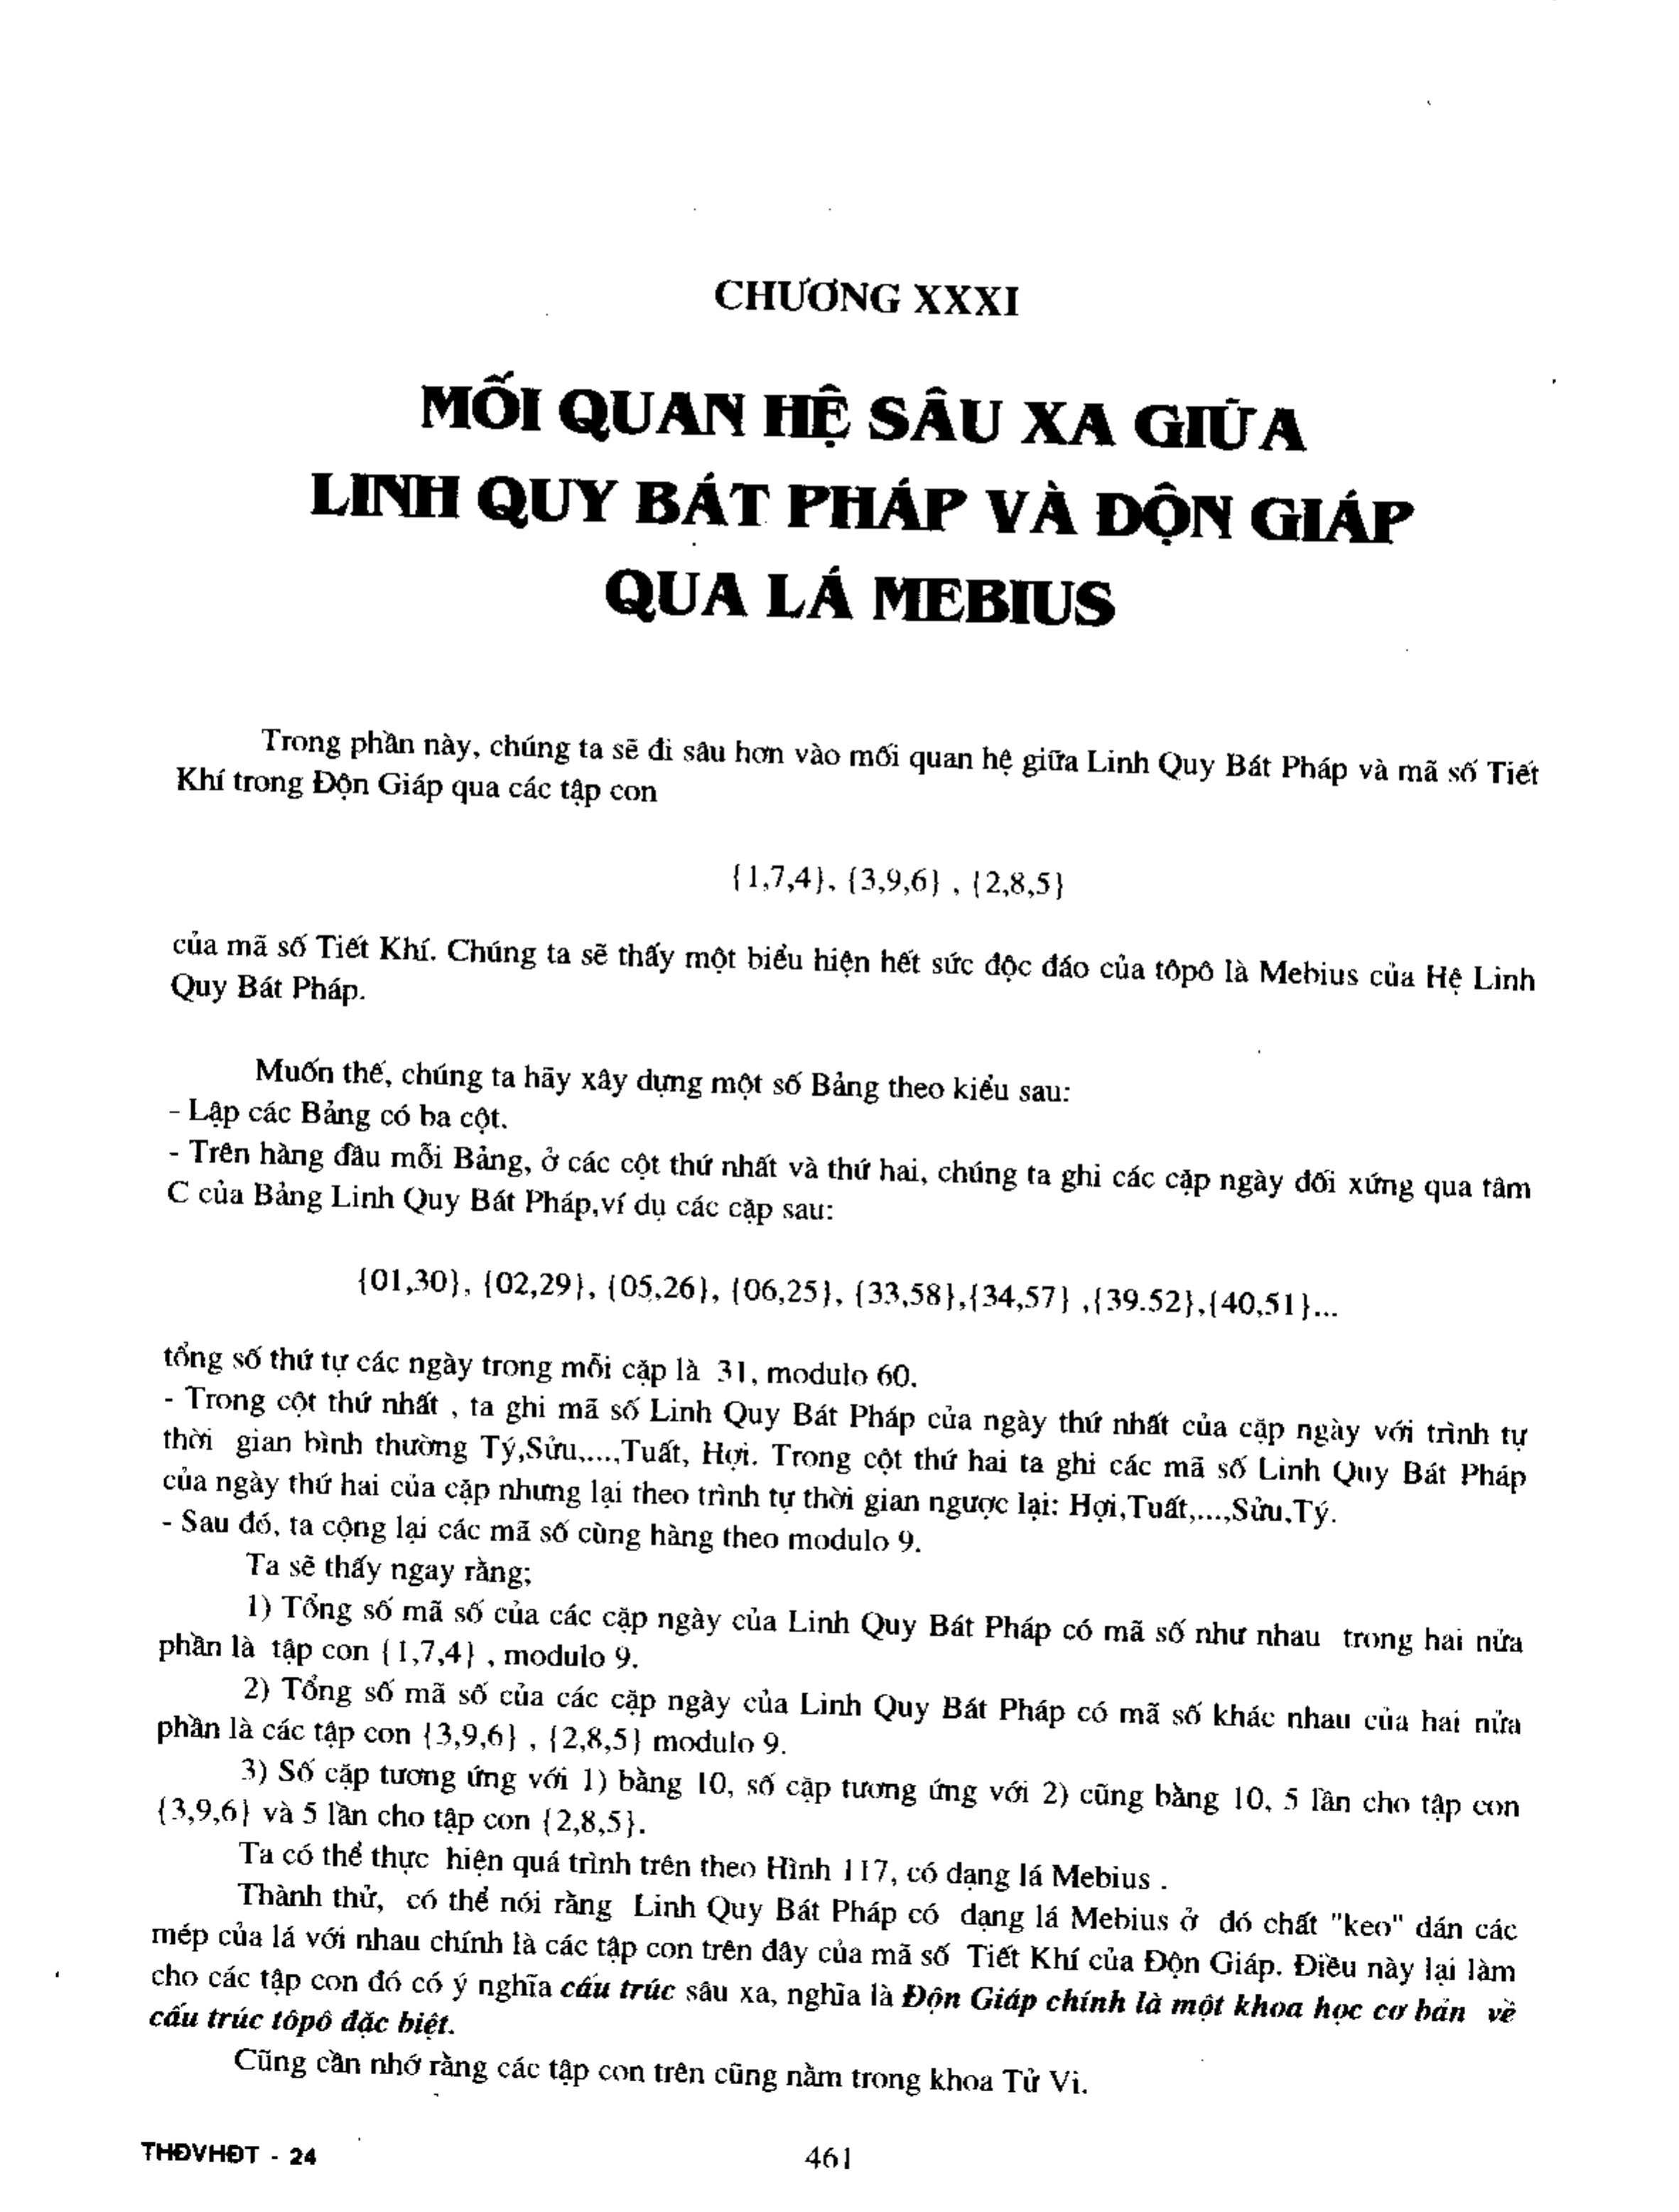 CHƯƠNG XXXI
MỐI QUAN HỆ SÂU XA GIỮA
LINH QUY BÁT PHÁP VÀ ĐỘN GIÁP
QUA LÁ MEBIUS
Trong phần này, chúng ta sẽ đi sâu hơn vào mối quan hệ giữa Linh Quy Bát Pháp và mã số Tiết
Khí trong Độn Giáp qua các tập con
{1,7,4}, {3,9,6} , {2,8,5}
của mã số Tiết Khí. Chúng ta sẽ thấy một biểu hiện hết sức độc đáo của tôpô là Mebius của Hệ Linh
Quy Bát Pháp.
Muốn thế, chúng ta hãy xây dựng một số Bảng theo kiểu sau:
- Lập các Bảng có ba cột.
- Trên hàng đầu mỗi Bảng, ở các cột thứ nhất và thứ hai, chúng ta ghi các cặp ngày đối xứng qua tâm
C của Bảng Linh Quy Bát Pháp,ví dụ các cặp sau:
{01,30}, {02,29}, {05,26}, {06,25}, {33,58},{34,57} ,{39.52},{40,51}...
tổng số thứ tự các ngày trong mỗi cặp là 31, modulo 60.
- Trong cột thứ nhất , ta ghi mã số Linh Quy Bát Pháp của ngày thứ nhất của cặp ngày với trình tự
thời gian bình thường Tý,Sửu,...,Tuất, Hợi. Trong cột thứ hai ta ghi các mã số Linh Quy Bát Pháp
của ngày thứ hai của cặp nhưng lại theo trình tự thời gian ngược lại: Hợi,Tuất,...,Sửu,Tý.
- Sau đó, ta cộng lại các mã số cùng hàng theo modulo 9.
Ta sẽ thấy ngay rằng;
1) Tổng số mã số của các cặp ngày của Linh Quy Bát Pháp có mã số như nhau trong hai nửa
phần là tập con {1,7,4} , modulo 9.
2) Tổng số mã số của các cặp ngày của Linh Quy Bát Pháp có mã số khác nhau của hai nửa
phần là các tập con {3,9,6} , {2,8,5} modulo 9.
3) Số cặp tương ứng với 1) bằng 10, số cặp tương ứng với 2) cũng bằng 10, 5 lần cho tập con
{3,9,6} và 5 lần cho tập con {2,8,5}.
Ta có thể thực hiện quá trình trên theo Hình 117, có dạng lá Mebius .
Thành thử, có thể nói rằng Linh Quy Bát Pháp có dạng lá Mebius ở đó chất "keo" dán các
mép của lá với nhau chính là các tập con trên đây của mã số Tiết Khí của Độn Giáp. Điều này lại làm
cho các tập con đó có ý nghĩa cấu trúc sâu xa, nghĩa là Độn Giáp chính là một khoa học cơ bản về
cấu trúc tôpô đặc biệt.
Cũng cần nhớ rằng các tập con trên cũng nằm trong khoa Tử Vi.
THĐVHĐT - 24
461